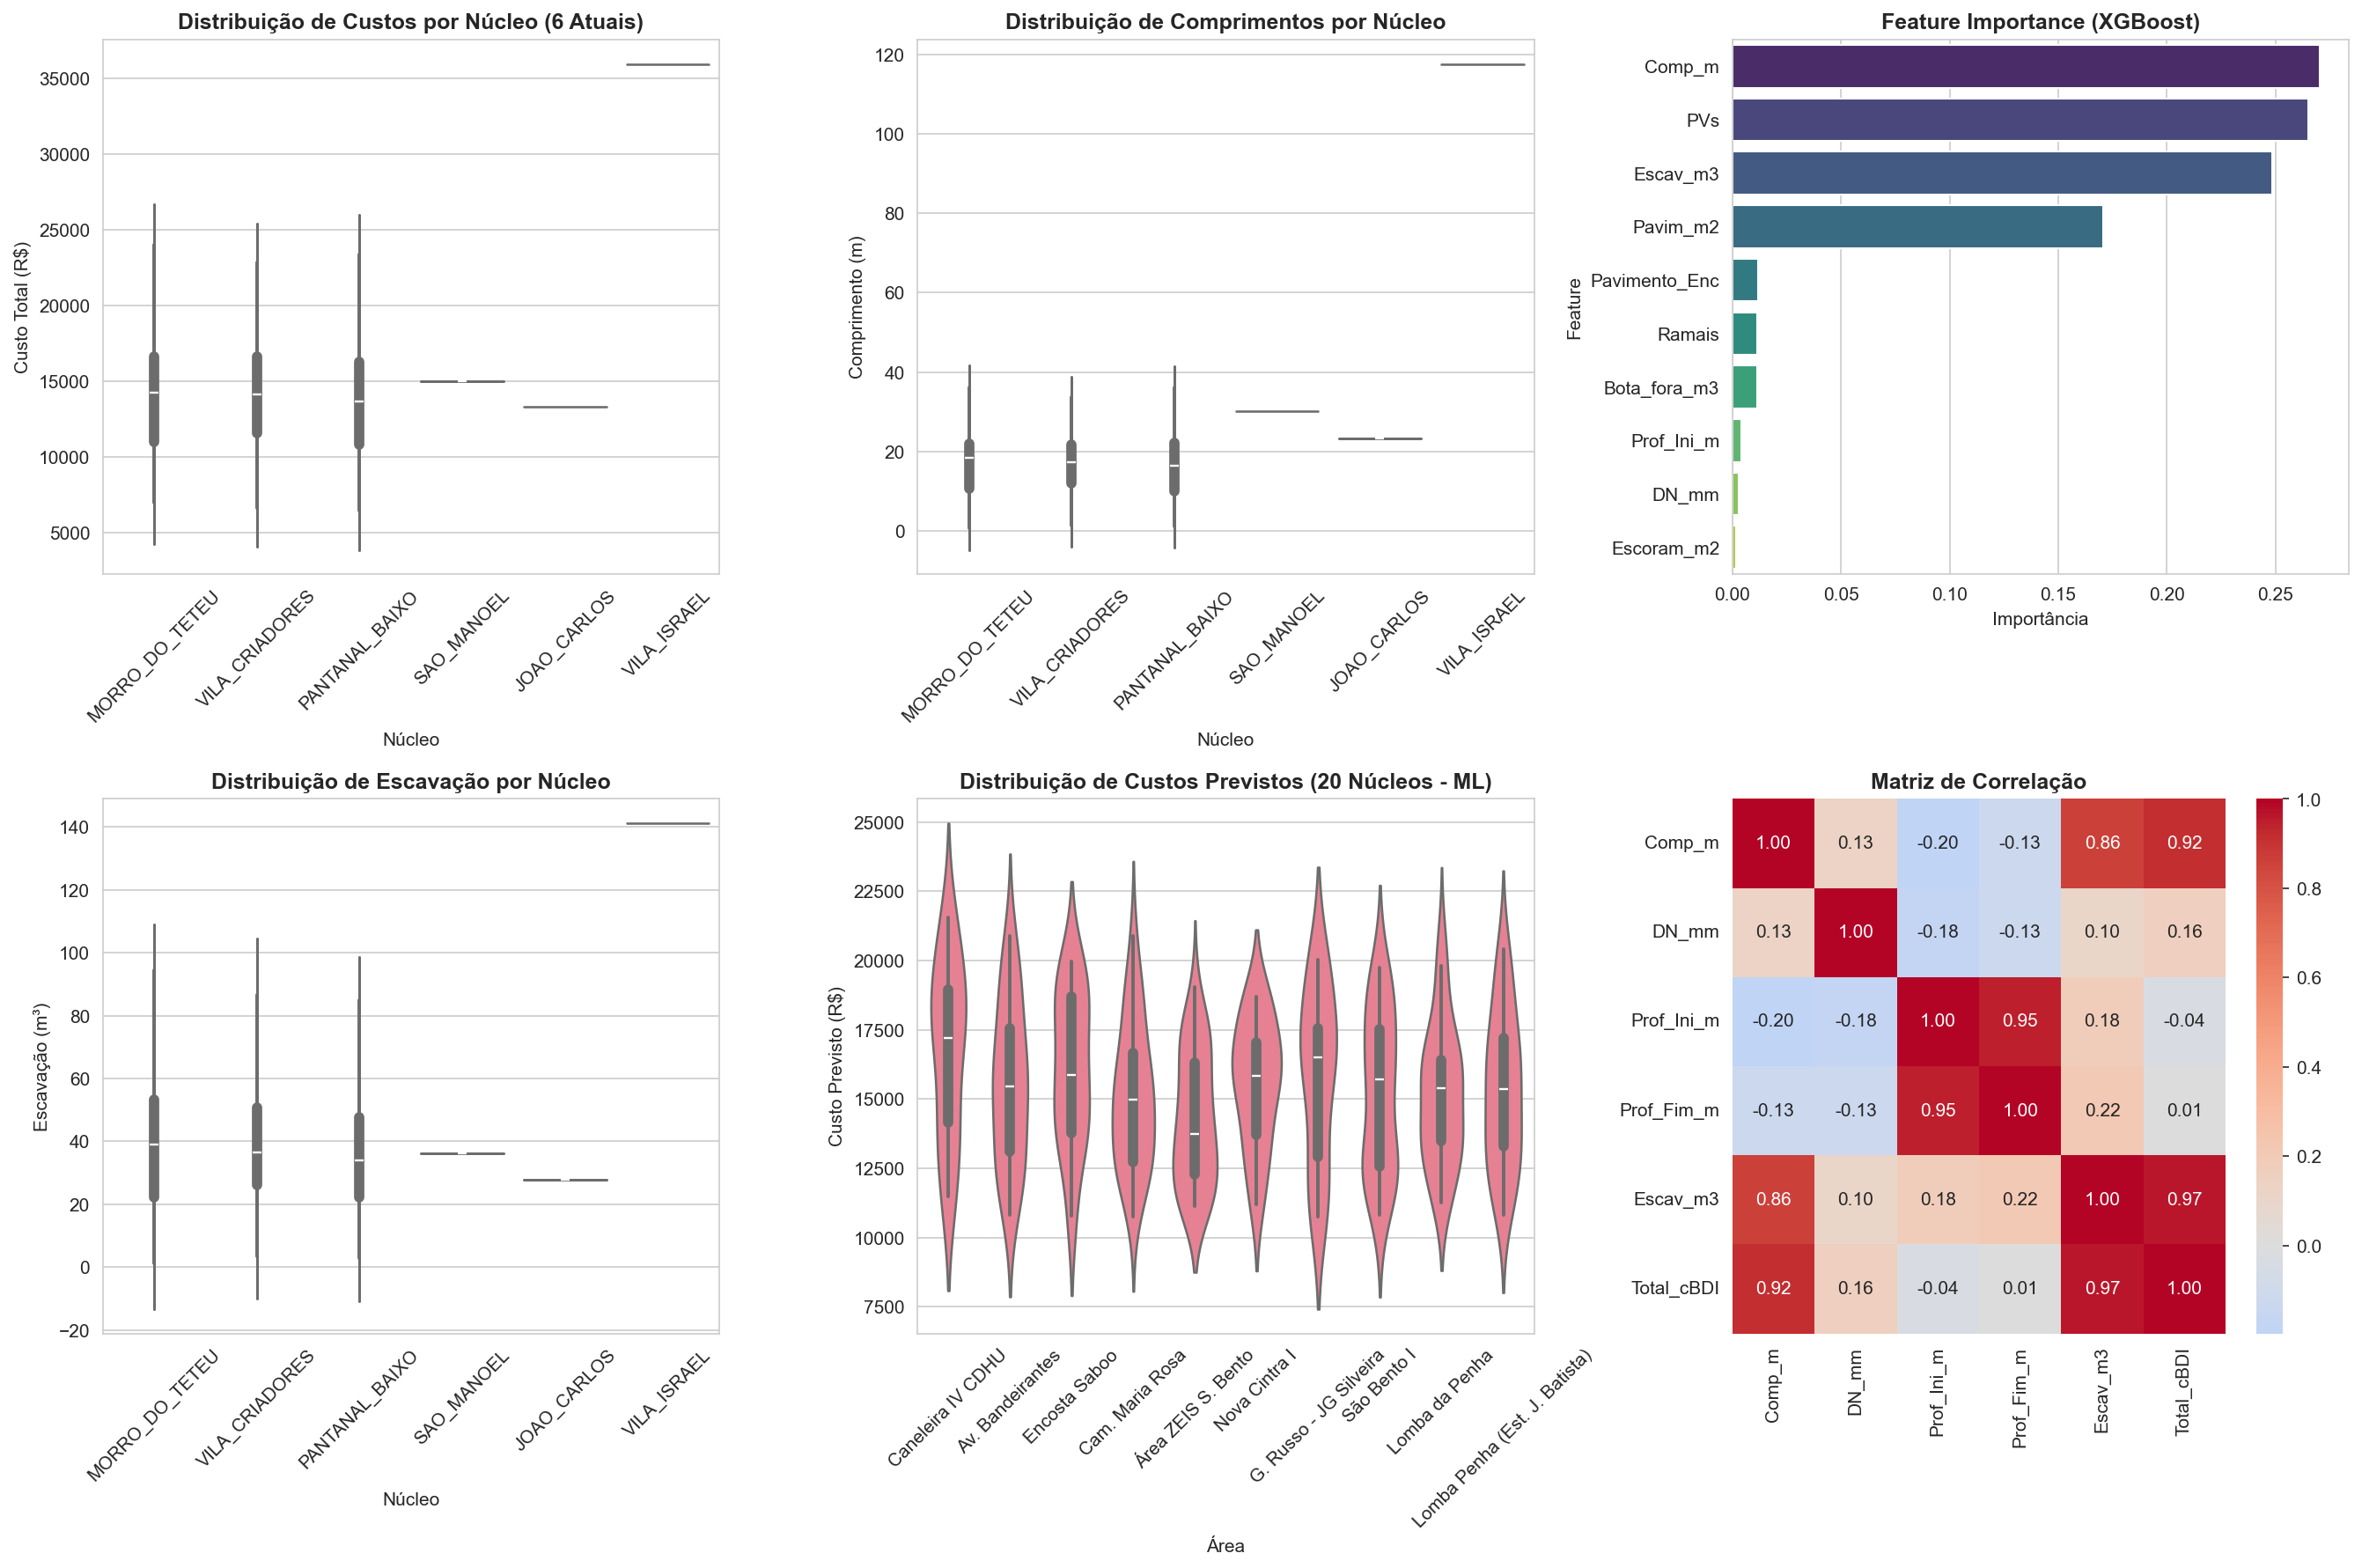 Distribuição de Custos por Núcleo (6 Atuais)
Custo Total (R$)
35000
30000
25000
20000
15000
10000
5000
MORRO_DO_TETEU
VILA_CRIADORES
PANTANAL_BAIXO
SAO_MANOEL
JOAO_CARLOS
VILA_ISRAEL
Núcleo
Distribuição de Comprimentos por Núcleo
Comprimento (m)
120
100
80
60
40
20
0
MORRO_DO_TETEU
VILA_CRIADORES
PANTANAL_BAIXO
SAO_MANOEL
JOAO_CARLOS
VILA_ISRAEL
Núcleo
Feature Importance (XGBoost)
Feature
Comp_m
PVs
Escav_m3
Pavim_m2
Pavimento_Enc
Ramais
Bota_fora_m3
Prof_Ini_m
DN_mm
Escoram_m2
0.00 0.05 0.10 0.15 0.20 0.25
Importância
Distribuição de Escavação por Núcleo
Escavação (m³)
140
120
100
80
60
40
20
0
−20
MORRO_DO_TETEU
VILA_CRIADORES
PANTANAL_BAIXO
SAO_MANOEL
JOAO_CARLOS
VILA_ISRAEL
Núcleo
Distribuição de Custos Previstos (20 Núcleos - ML)
Custo Previsto (R$)
25000
22500
20000
17500
15000
12500
10000
7500
Caneleira IV CDHU
Av. Bandeirantes
Encosta Saboo
Cam. Maria Rosa
Área ZEIS S. Bento
Nova Cintra I
G. Russo - JG Silveira
São Bento I
Lomba da Penha
Lomba Penha (Est. J. Batista)
Área
Matriz de Correlação
Comp_m 1.00 0.13 -0.20 -0.13 0.86 0.92
DN_mm 0.13 1.00 -0.18 -0.13 0.10 0.16
Prof_Ini_m -0.20 -0.18 1.00 0.95 0.18 -0.04
Prof_Fim_m -0.13 -0.13 0.95 1.00 0.22 0.01
Escav_m3 0.86 0.10 0.18 0.22 1.00 0.97
Total_cBDI 0.92 0.16 -0.04 0.01 0.97 1.00
Comp_m
DN_mm
Prof_Ini_m
Prof_Fim_m
Escav_m3
Total_cBDI
1.0
0.8
0.6
0.4
0.2
0.0